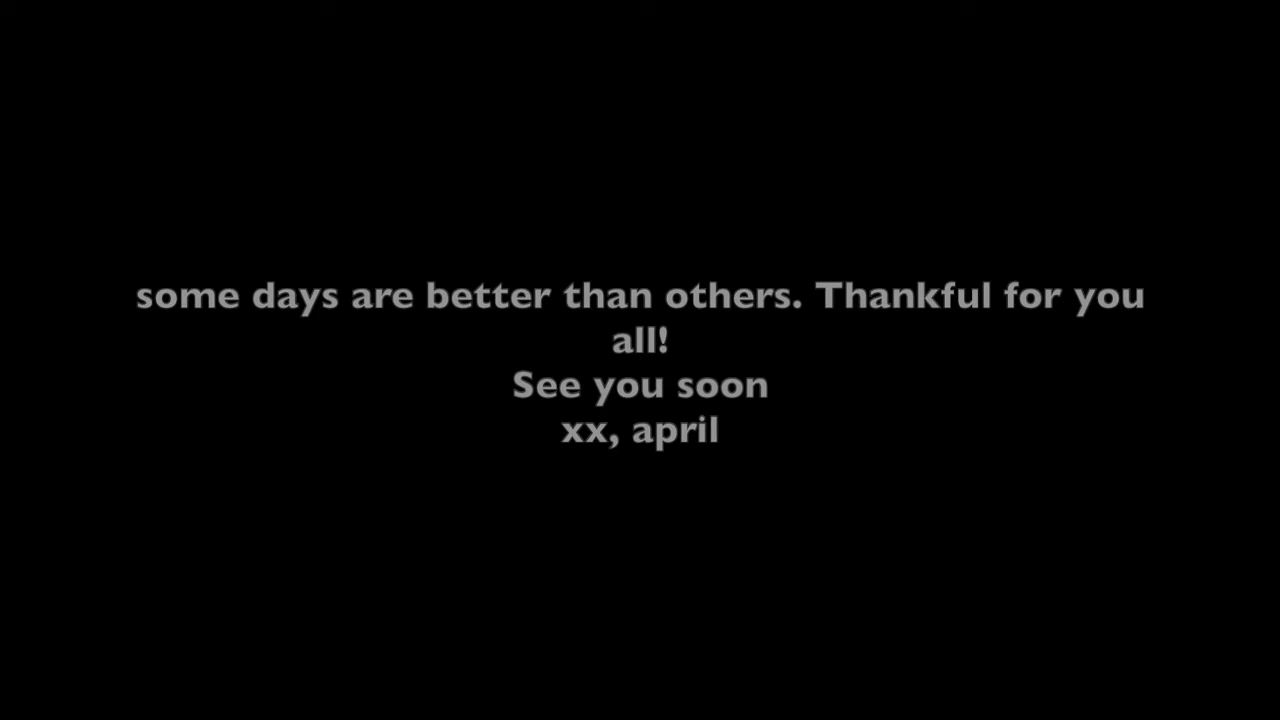 some days are better than others. Thankful for you
all!
See you soon
xx, april